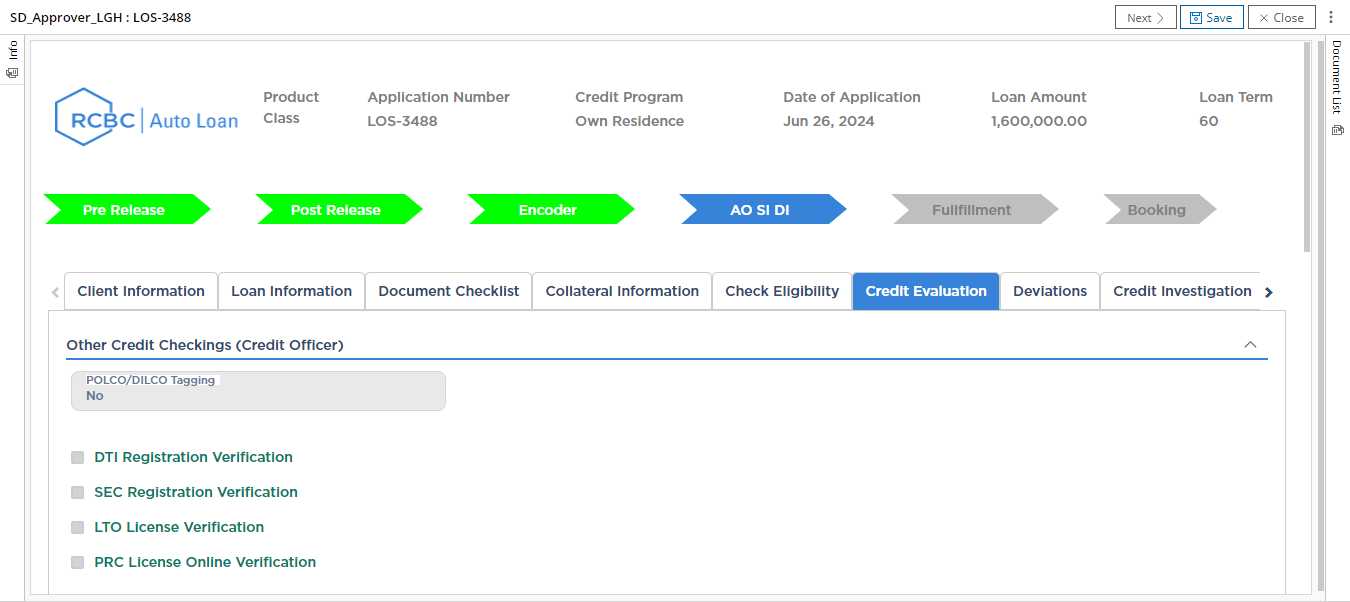 SD_Approver_LGH : LOS-3488
Next
Save
Close
Info
Document List
RCBC Auto Loan
Product Class
Application Number
LOS-3488
Credit Program
Own Residence
Date of Application
Jun 26, 2024
Loan Amount
1,600,000.00
Loan Term
60
Pre Release
Post Release
Encoder
AO SI DI
Fullfillment
Booking
Client Information
Loan Information
Document Checklist
Collateral Information
Check Eligibility
Credit Evaluation
Deviations
Credit Investigation
Other Credit Checkings (Credit Officer)
POLCO/DILCO Tagging
No
DTI Registration Verification
SEC Registration Verification
LTO License Verification
PRC License Online Verification